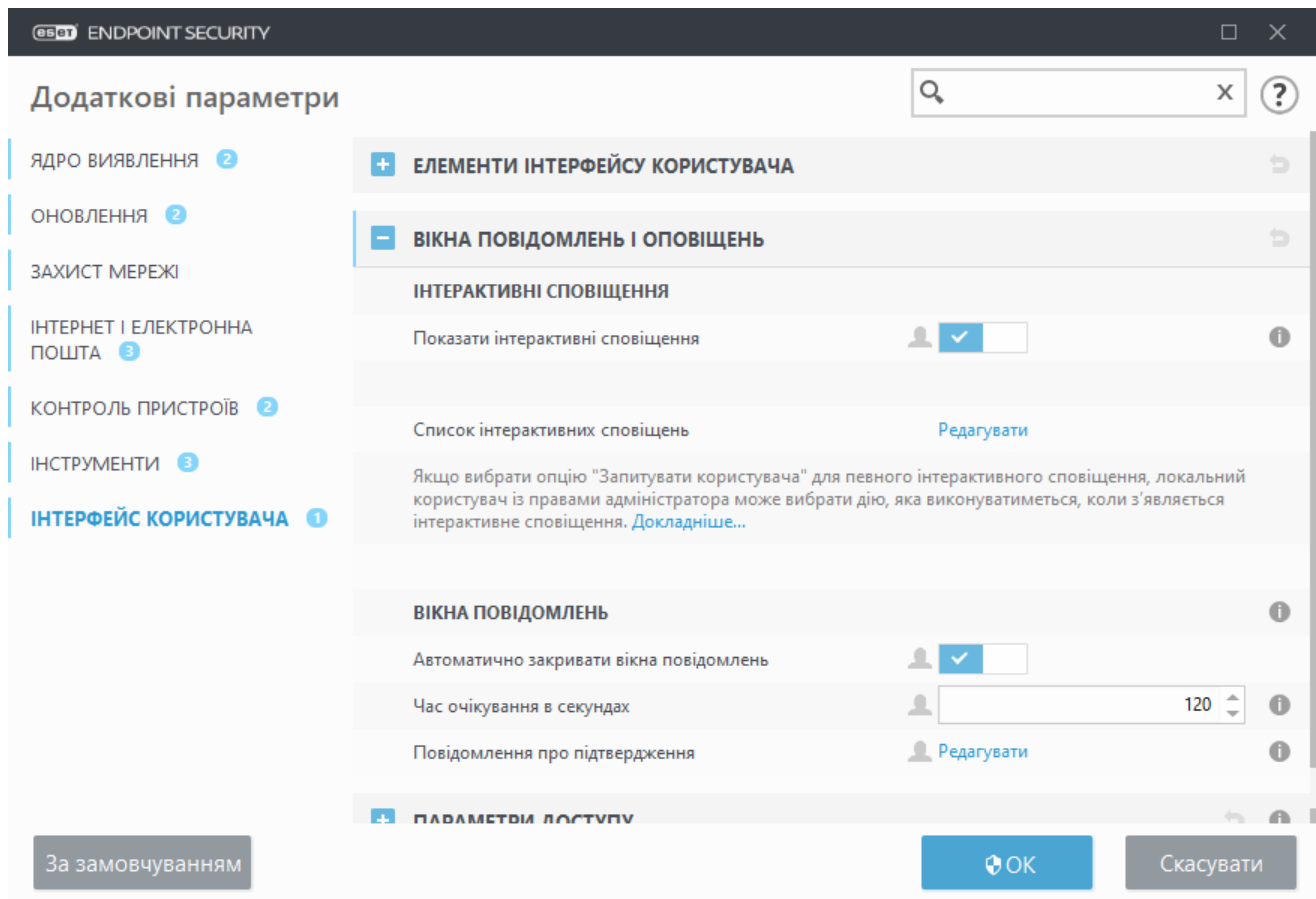 eset ENDPOINT SECURITY
Додаткові параметри
x
?
ЯДРО ВИЯВЛЕННЯ 2
ОНОВЛЕННЯ 2
ЗАХИСТ МЕРЕЖІ
ІНТЕРНЕТ І ЕЛЕКТРОННА
ПОШТА 3
КОНТРОЛЬ ПРИСТРОЇВ 2
ІНСТРУМЕНТИ 3
ІНТЕРФЕЙС КОРИСТУВАЧА 1
ЕЛЕМЕНТИ ІНТЕРФЕЙСУ КОРИСТУВАЧА
ВІКНА ПОВІДОМЛЕНЬ І ОПОВІЩЕНЬ
ІНТЕРАКТИВНІ СПОВІЩЕННЯ
Показати інтерактивні сповіщення
Список інтерактивних сповіщень Редагувати
Якщо вибрати опцію "Запитувати користувача" для певного інтерактивного сповіщення, локальний
користувач із правами адміністратора може вибрати дію, яка виконуватиметься, коли з’являється
інтерактивне сповіщення. Докладніше...
ВІКНА ПОВІДОМЛЕНЬ
Автоматично закривати вікна повідомлень
Час очікування в секундах 120
Повідомлення про підтвердження Редагувати
ПАРАМЕТРИ ДОСТУПУ
За замовчуванням
OK
Скасувати